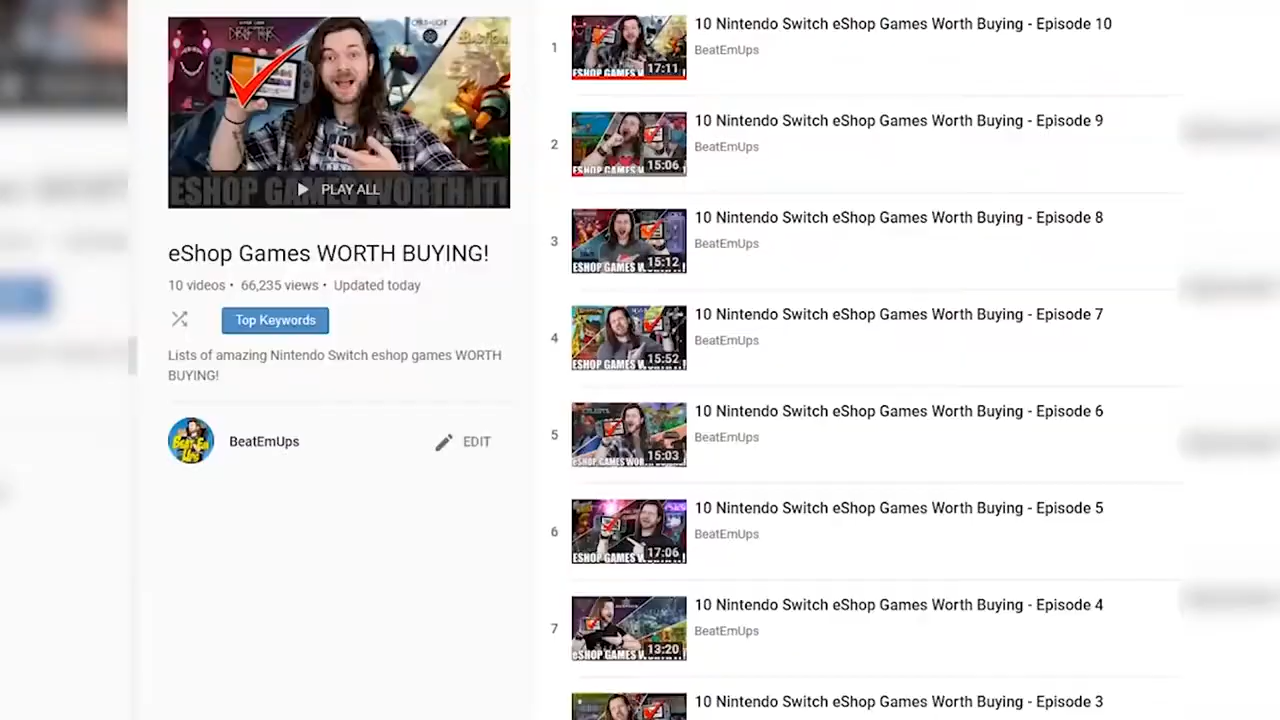 ESHOP GAMES WORTH IT!
PLAY ALL
eShop Games WORTH BUYING!
10 videos • 66,235 views • Updated today
Top Keywords
Lists of amazing Nintendo Switch eshop games WORTH
BUYING!
BeatEmUps
EDIT
1
17:11
10 Nintendo Switch eShop Games Worth Buying - Episode 10
BeatEmUps
2
15:06
10 Nintendo Switch eShop Games Worth Buying - Episode 9
BeatEmUps
3
15:12
10 Nintendo Switch eShop Games Worth Buying - Episode 8
BeatEmUps
4
15:52
10 Nintendo Switch eShop Games Worth Buying - Episode 7
BeatEmUps
5
15:03
10 Nintendo Switch eShop Games Worth Buying - Episode 6
BeatEmUps
6
17:06
10 Nintendo Switch eShop Games Worth Buying - Episode 5
BeatEmUps
7
13:20
10 Nintendo Switch eShop Games Worth Buying - Episode 4
BeatEmUps
10 Nintendo Switch eShop Games Worth Buying - Episode 3